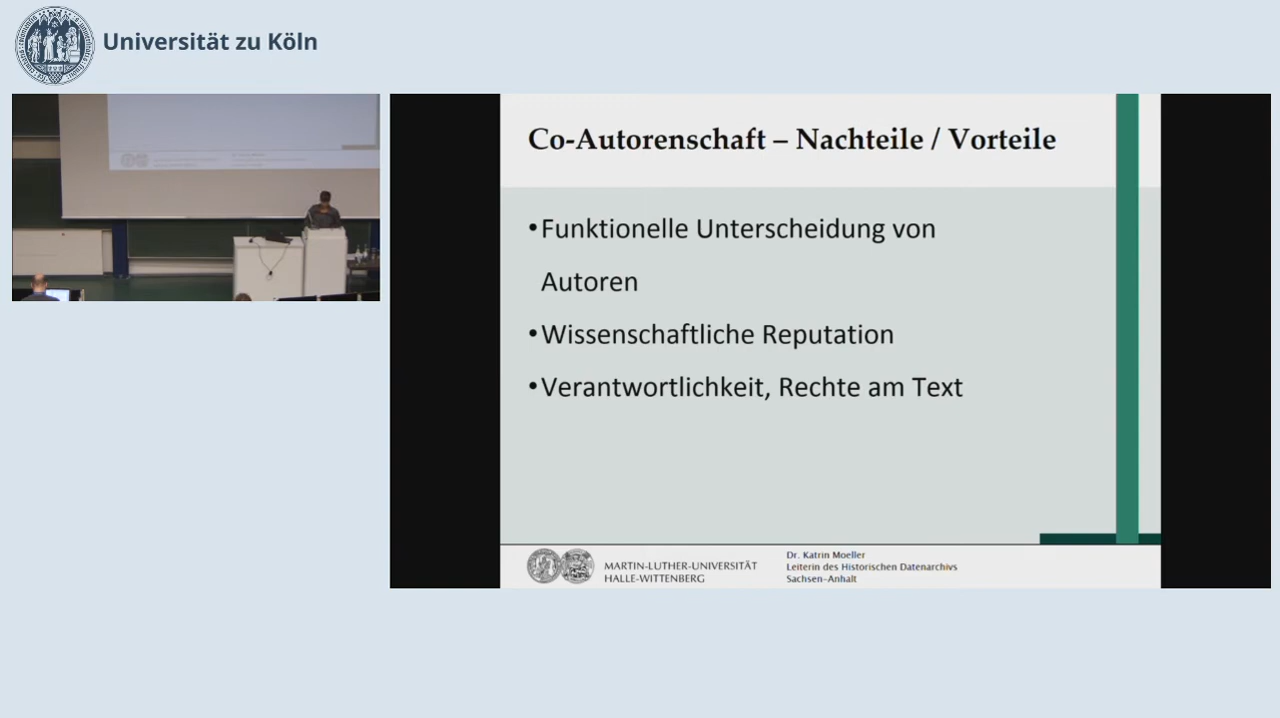 Universität zu Köln
Co-Autorenschaft – Nachteile / Vorteile
•Funktionelle Unterscheidung von
Autoren
•Wissenschaftliche Reputation
•Verantwortlichkeit, Rechte am Text
MARTIN-LUTHER-UNIVERSITÄT
HALLE-WITTENBERG
Dr. Katrin Moeller
Leiterin des Historischen Datenarchivs
Sachsen-Anhalt